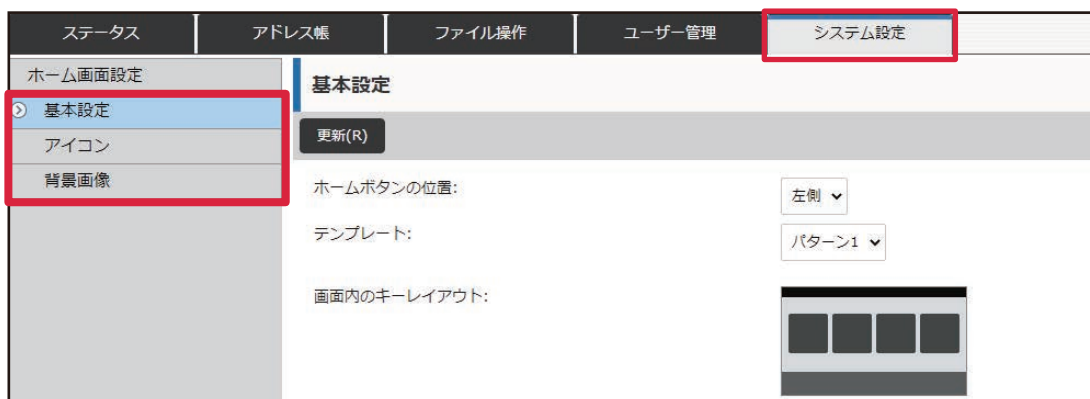 ステータス アドレス帳 ファイル操作 ユーザー管理 システム設定
ホーム画面設定
基本設定
アイコン
背景画像
基本設定
更新(R)
ホームボタンの位置: 左側
テンプレート: パターン1
画面内のキーレイアウト: